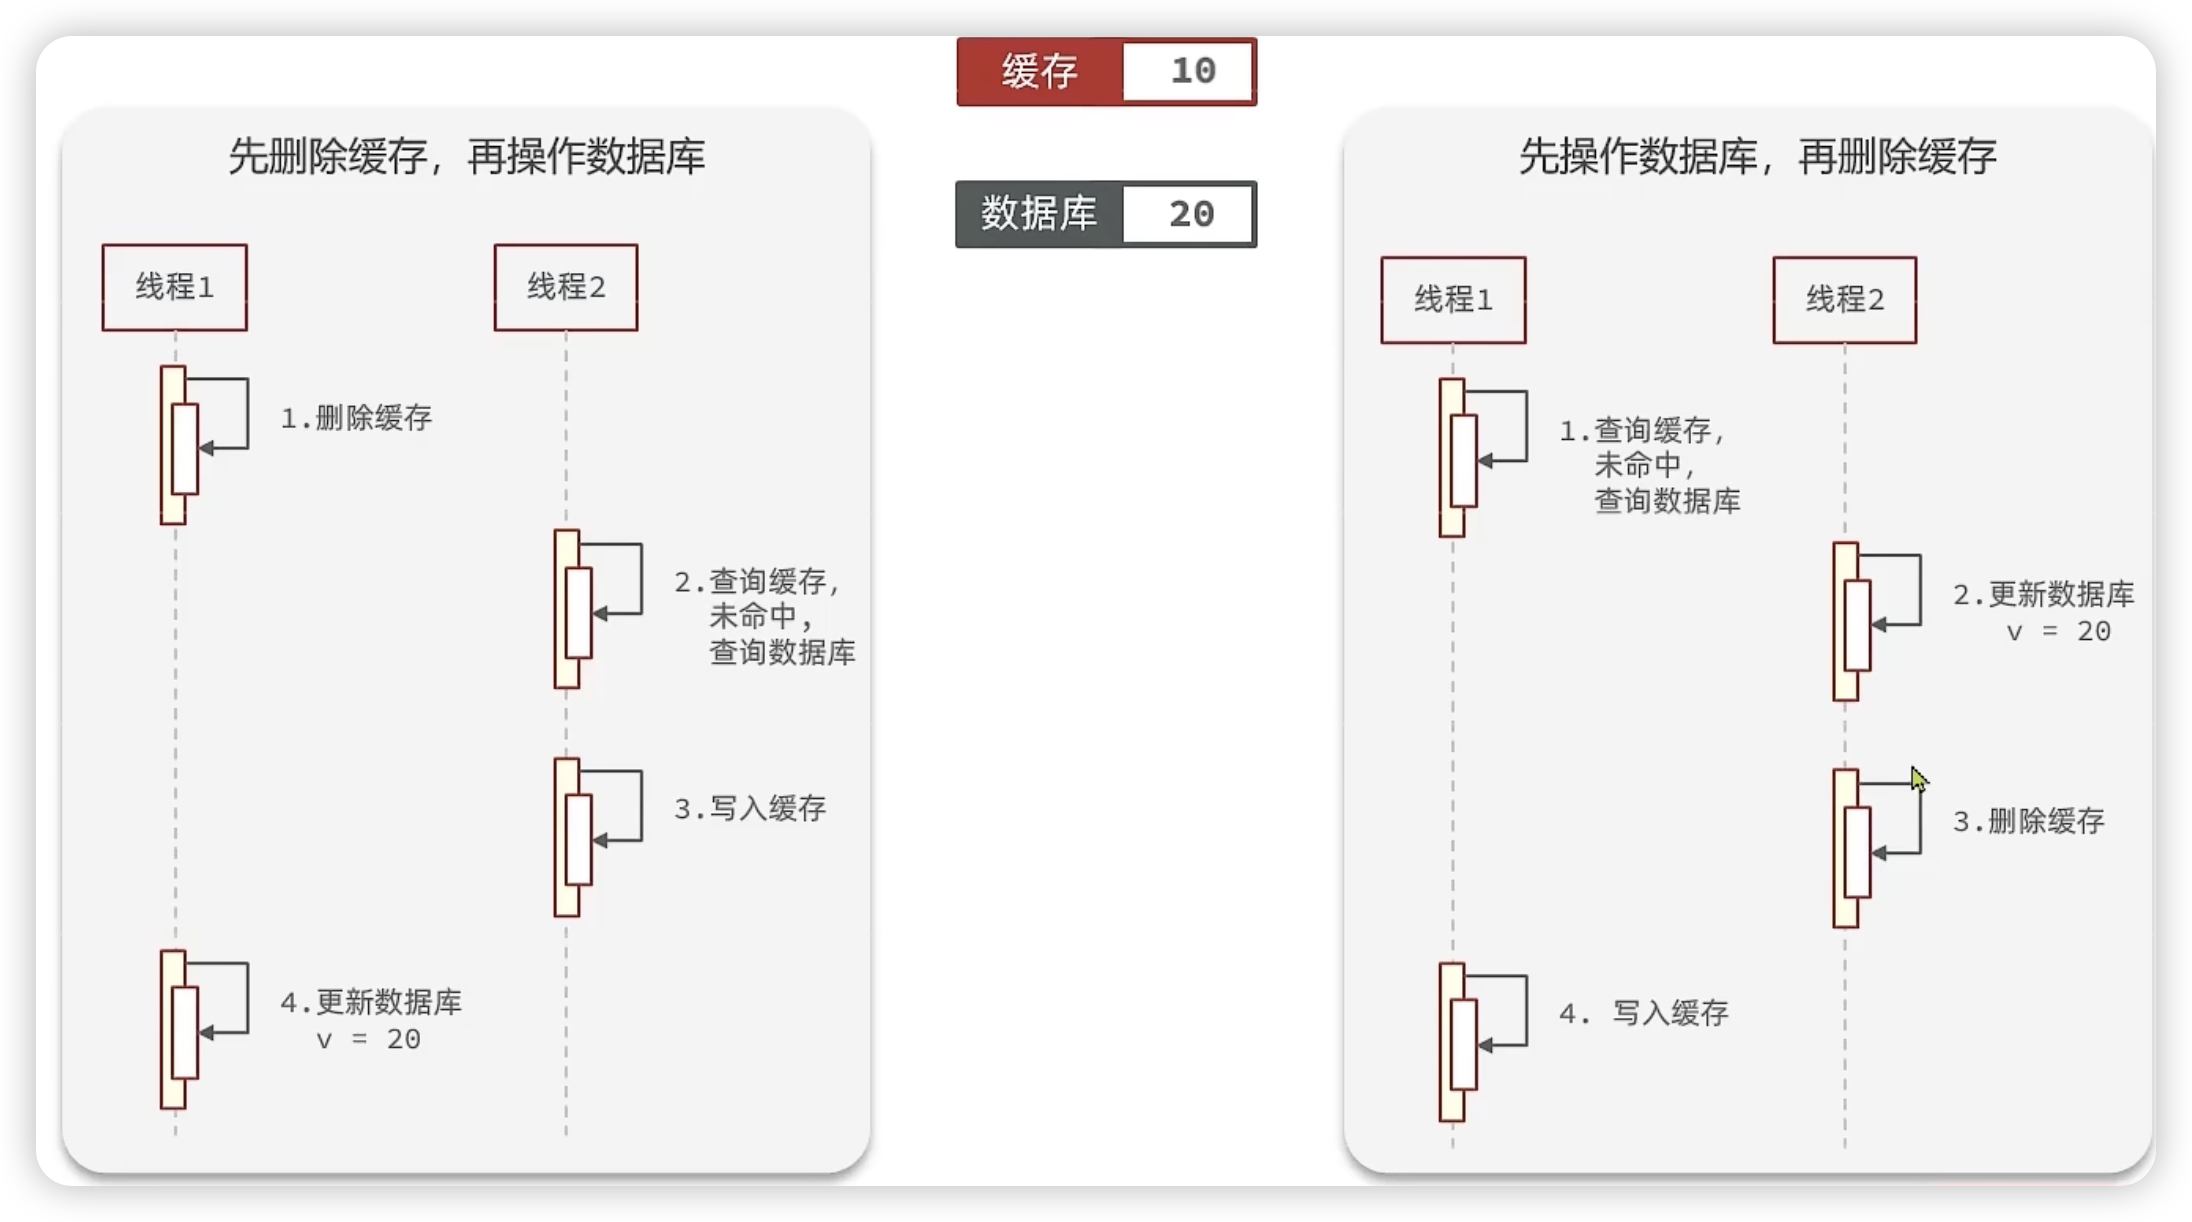 缓存 10
数据库 20
先删除缓存，再操作数据库
线程1
线程2
1.删除缓存
2.查询缓存，
未命中，
查询数据库
3.写入缓存
4.更新数据库
v = 20
先操作数据库，再删除缓存
线程1
线程2
1.查询缓存，
未命中，
查询数据库
2.更新数据库
v = 20
3.删除缓存
4. 写入缓存